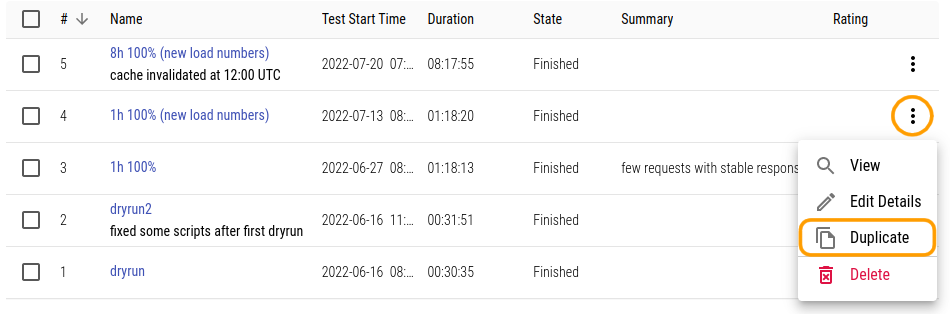 # Name Test Start Time Duration State Summary Rating
5 8h 100% (new load numbers) 2022-07-20 07:... 08:17:55 Finished
cache invalidated at 12:00 UTC
4 1h 100% (new load numbers) 2022-07-13 08:... 01:18:20 Finished
3 1h 100% 2022-06-27 08:... 01:18:13 Finished few requests with stable respons
View
Edit Details
Duplicate
Delete
2 dryrun2 2022-06-16 11:... 00:31:51 Finished
fixed some scripts after first dryrun
1 dryrun 2022-06-16 08:... 00:30:35 Finished